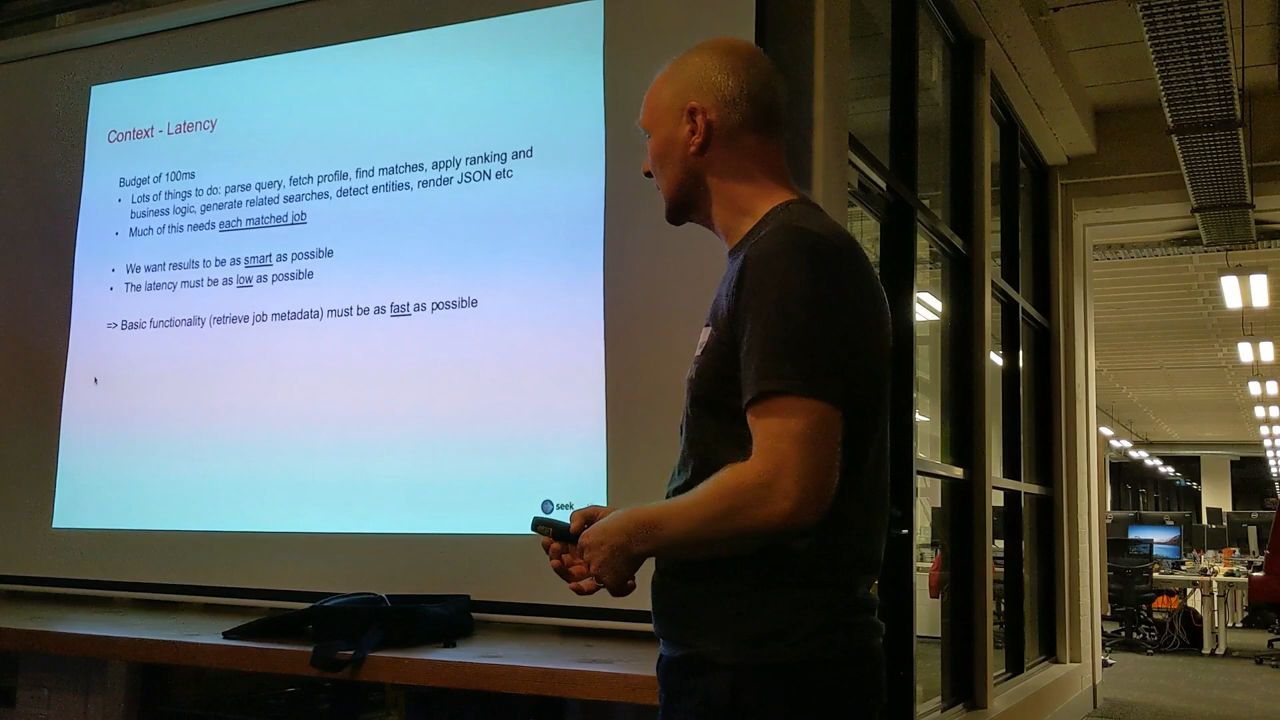 Context - Latency
Budget of 100ms
• Lots of things to do: parse query, fetch profile, find matches, apply ranking and
business logic, generate related searches, detect entities, render JSON etc
• Much of this needs each matched job
• We want results to be as smart as possible
• The latency must be as low as possible
=> Basic functionality (retrieve job metadata) must be as fast as possible
seek